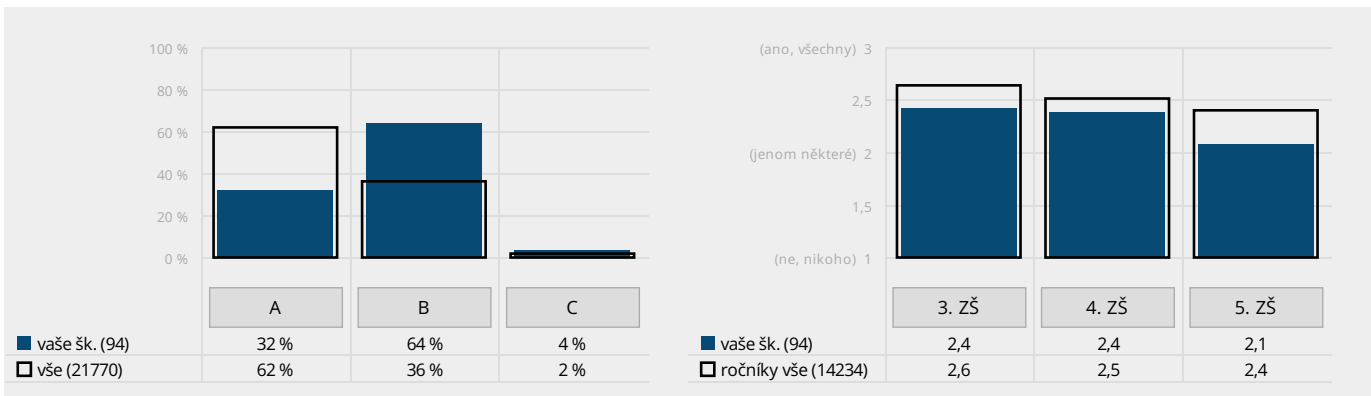 100 %
80 %
60 %
40 %
20 %
0 %
A B C
vaše šk. (94) 32 % 64 % 4 %
vše (21770) 62 % 36 % 2 %
(ano, všechny) 3
2,5
(jenom některé) 2
1,5
(ne, nikoho) 1
3. ZŠ 4. ZŠ 5. ZŠ
vaše šk. (94) 2,4 2,4 2,1
ročníky vše (14234) 2,6 2,5 2,4